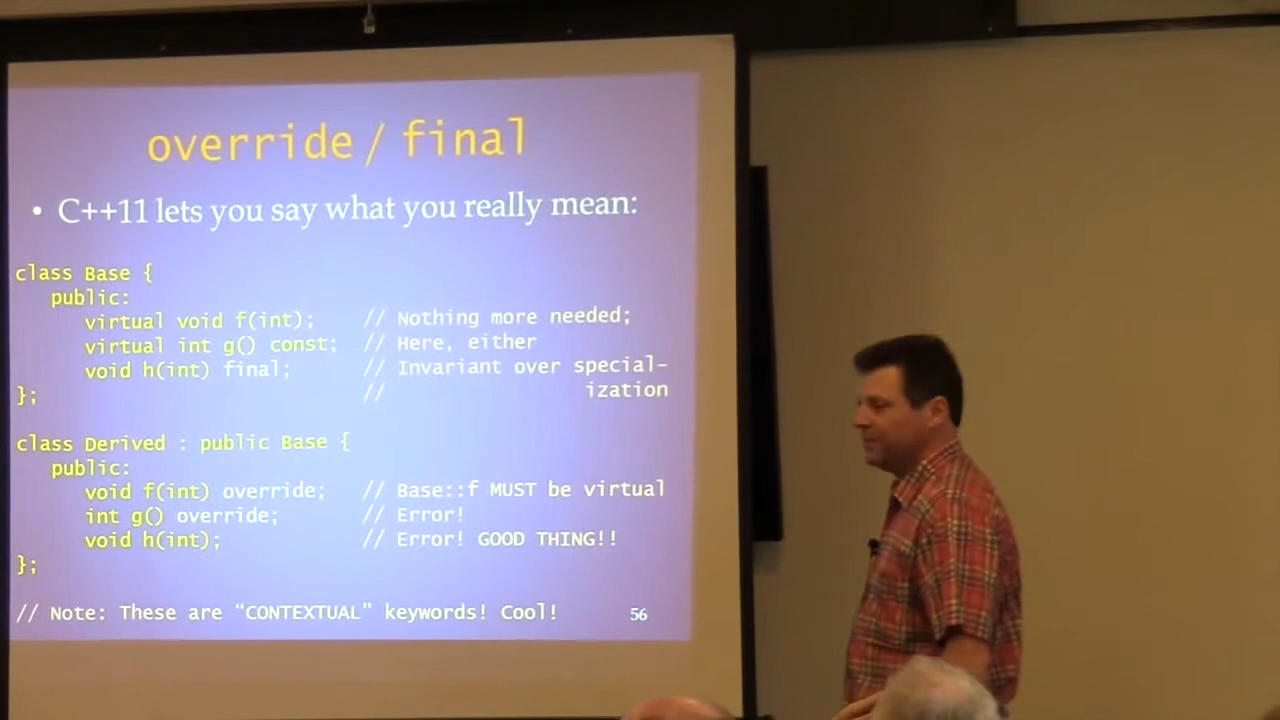 override / final
• C++11 lets you say what you really mean:
class Base {
public:
virtual void f(int); // Nothing more needed;
virtual int g() const; // Here, either
void h(int) final; // Invariant over special-
}; // ization
class Derived : public Base {
public:
void f(int) override; // Base::f MUST be virtual
int g() override; // Error!
void h(int); // Error! GOOD THING!!
};
// Note: These are “CONTEXTUAL” keywords! Cool! 56